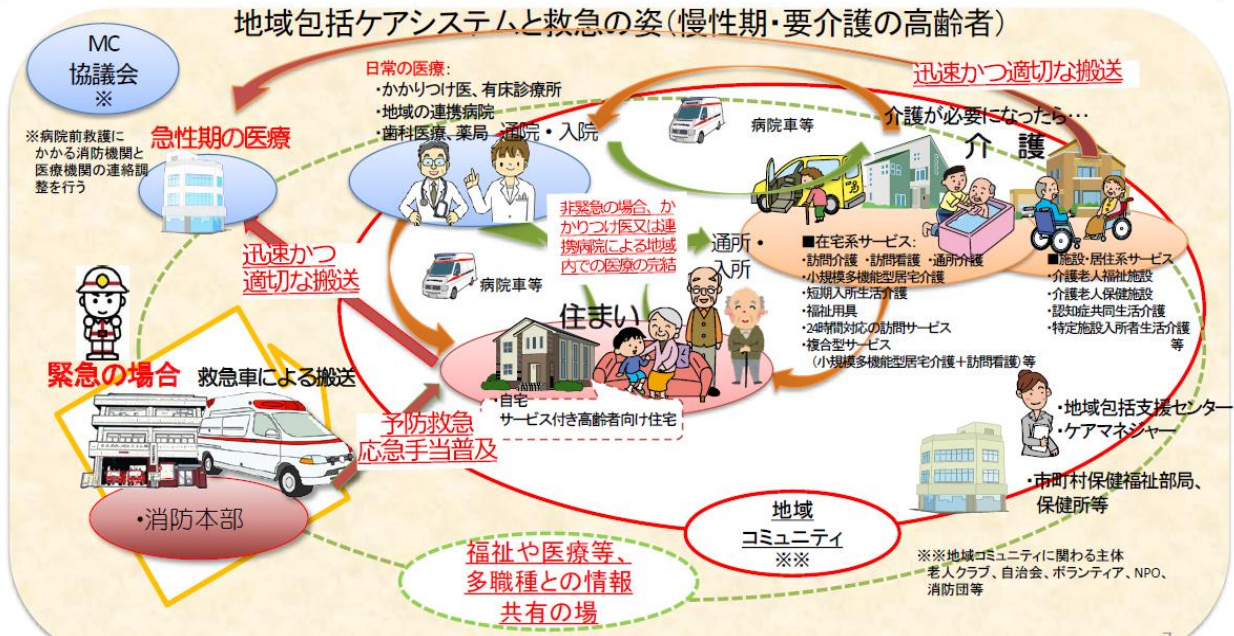 地域包括ケアシステムと救急の姿(慢性期・要介護の高齢者)
MC
協議会
※
※病院前救護に
かかる消防機関と
医療機関の連絡調
整を行う
急性期の医療
日常の医療:
・かかりつけ医、有床診療所
・地域の連携病院
・歯科医療、薬局
通院・入院
病院車等
迅速かつ適切な搬送
介護が必要になったら…
介 護
非緊急の場合、か
かりつけ医又は連
携病院による地域
内での医療の完結
通所・
入所
■在宅系サービス:
・訪問介護 ・訪問看護 ・通所介護
・小規模多機能型居宅介護
・短期入所生活介護
・福祉用具
・24時間対応の訪問サービス
・複合型サービス
(小規模多機能型居宅介護+訪問看護)等
■施設・居住系サービス
・介護老人福祉施設
・介護老人保健施設
・認知症共同生活介護
・特定施設入所者生活介護
等
迅速かつ
適切な搬送
病院車等
住まい
・自宅
サービス付き高齢者向け住宅
緊急の場合
救急車による搬送
予防救急
応急手当普及
・消防本部
・地域包括支援センター
・ケアマネジャー
・市町村保健福祉部局、
保健所等
地域
コミュニティ
※※
福祉や医療等、
多職種との情報
共有の場
※※地域コミュニティに関わる主体
老人クラブ、自治会、ボランティア、NPO、
消防団等
7